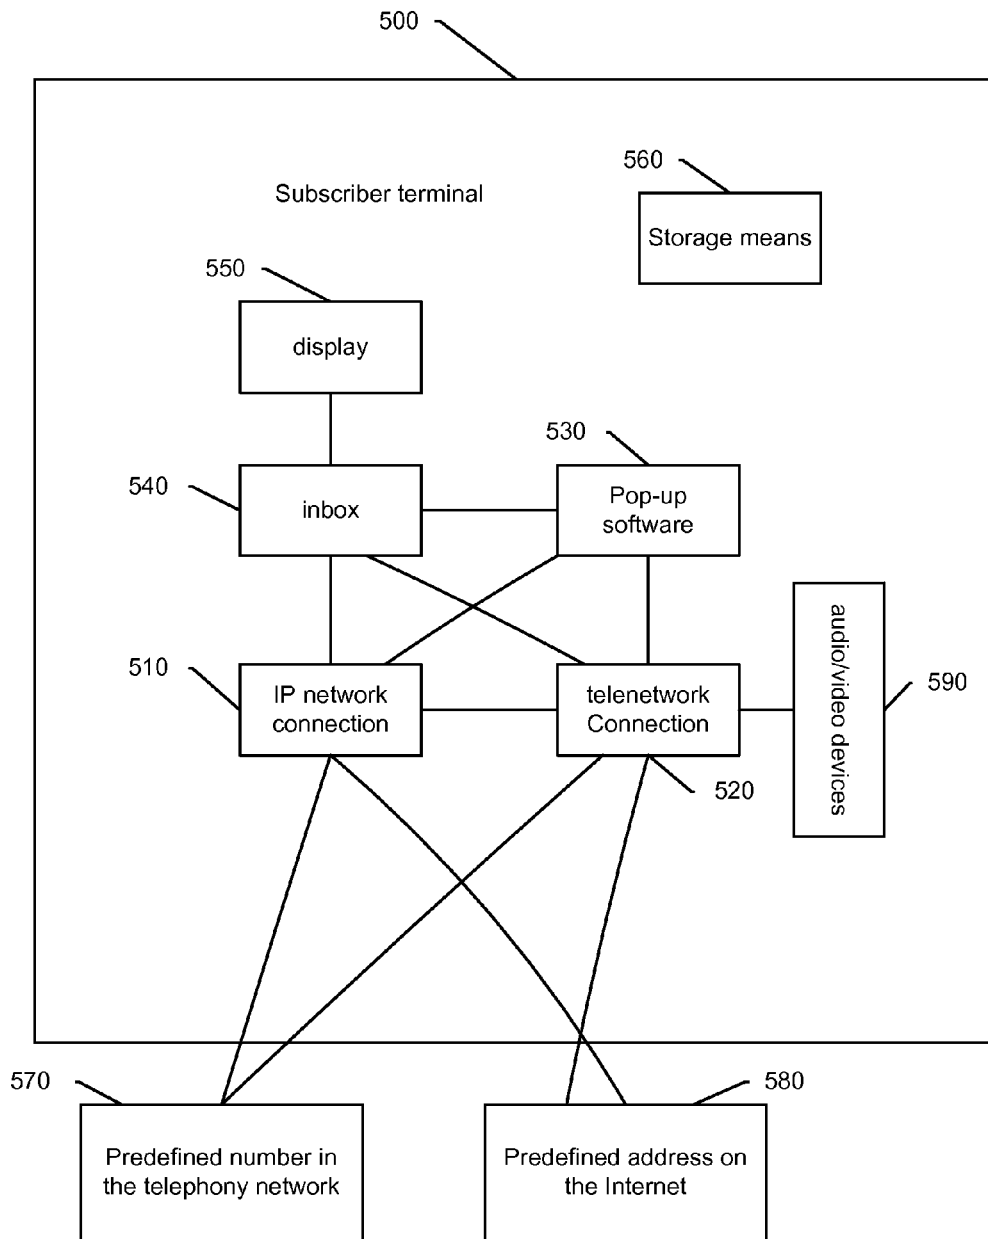 500
560
Subscriber terminal
Storage means
550
display
530
540
inbox
Pop-up
software
510
IP network
connection
telenetwork
Connection
audio/video devices
590
520
570
580
Predefined number in
the telephony network
Predefined address on
the Internet